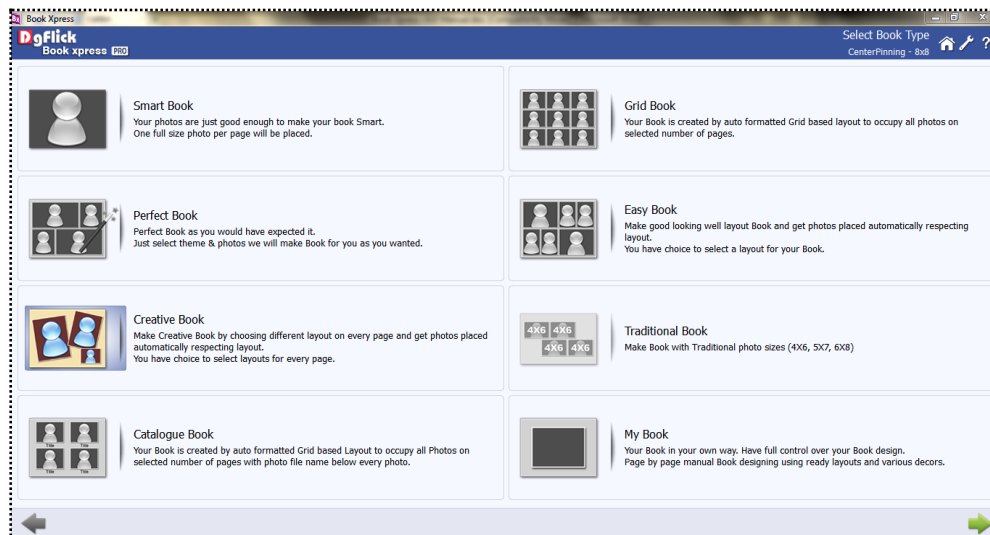 Book Xpress
DgFlick
Book xpress PRO
Select Book Type
CenterPinning - 8x8
Smart Book
Your photos are just good enough to make your book Smart.
One full size photo per page will be placed.
Grid Book
Your Book is created by auto formatted Grid based layout to occupy all photos on
selected number of pages.
Perfect Book
Perfect Book as you would have expected it.
Just select theme & photos we will make Book for you as you wanted.
Easy Book
Make good looking well layout Book and get photos placed automatically respecting
layout.
You have choice to select a layout for your Book.
Creative Book
Make Creative Book by choosing different layout on every page and get photos placed
automatically respecting layout.
You have choice to select layouts for every page.
4X6 4X6
4X6 4X6
Traditional Book
Make Book with Traditional photo sizes (4X6, 5X7, 6X8)
Title Title
Title Title
Catalogue Book
Your Book is created by auto formatted Grid based Layout to occupy all Photos on
selected number of pages with photo file name below every photo.
My Book
Your Book in your own way. Have full control over your Book design.
Page by page manual Book designing using ready layouts and various decors.